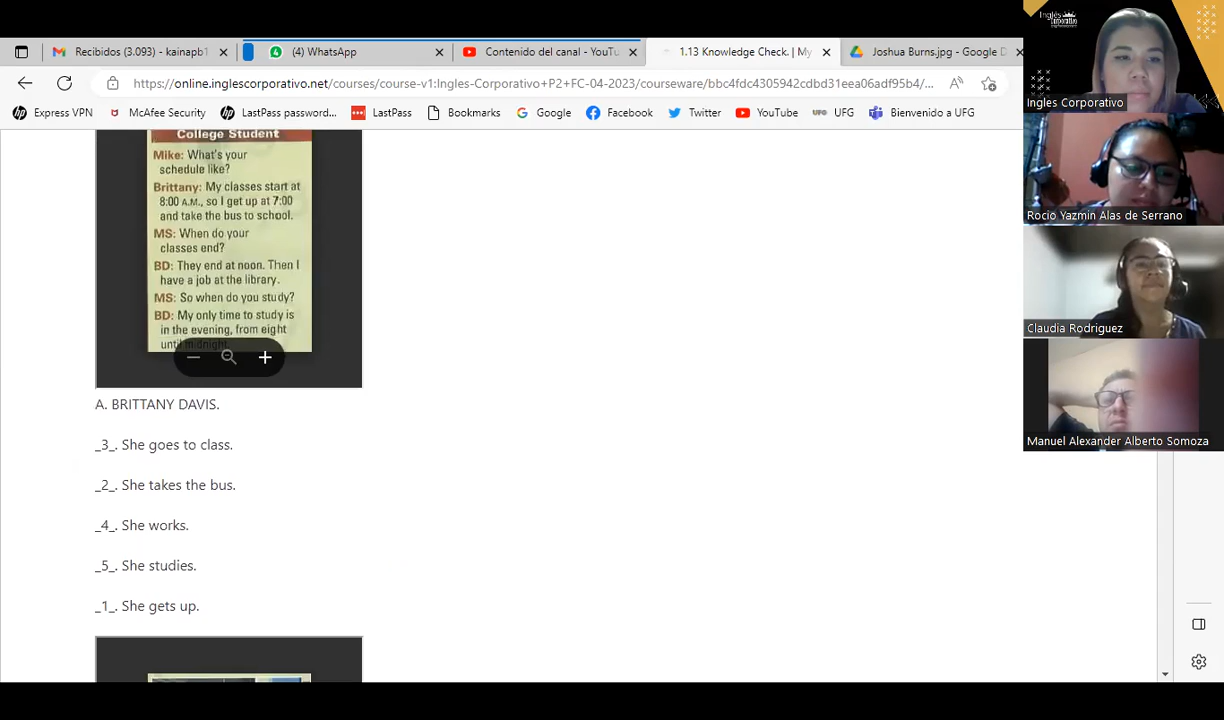 Recibidos (3.093) - kainapb1
(4) WhatsApp
Contenido del canal - YouTu
1.13 Knowledge Check. | My
Joshua Burns.jpg - Google D
https://online.inglescorporativo.net/courses/course-v1:Ingles-Corporativo+P2+FC-04-2023/courseware/bbc4fdc4305942cdbd31eea06adf95b4/...
Express VPN
McAfee Security
LastPass password...
LastPass
Bookmarks
Google
Facebook
Twitter
YouTube
UFG
Bienvenido a UFG
College Student
Mike: What's your
schedule like?
Brittany: My classes start at
8:00 A.M., so I get up at 7:00
and take the bus to school.
MS: When do your
classes end?
BD: They end at noon. Then I
have a job at the library.
MS: So when do you study?
BD: My only time to study is
in the evening, from eight
until midnight.
A. BRITTANY DAVIS.
_3_. She goes to class.
_2_. She takes the bus.
_4_. She works.
_5_. She studies.
_1_. She gets up.
Inglés
Corporativo
Ingles Corporativo
Rocio Yazmin Alas de Serrano
Claudia Rodriguez
Manuel Alexander Alberto Somoza